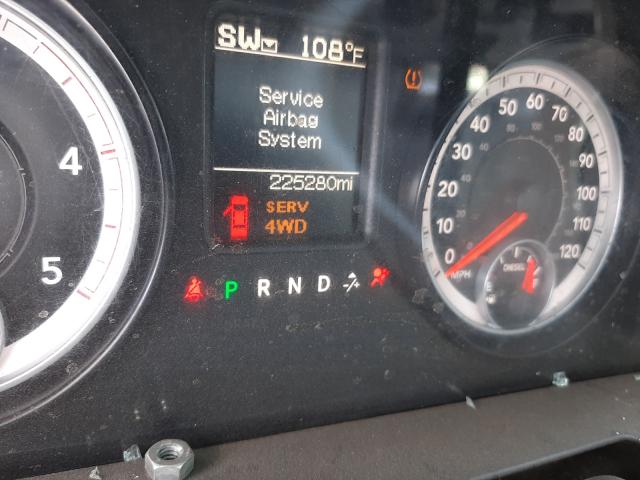 SW 108°F
Service
Airbag
System
225280mi
SERV
4WD
4
5
P R N D -/+
0 10 20 30 40 50 60 70 80 90 100 110 120
MPH
DIESEL